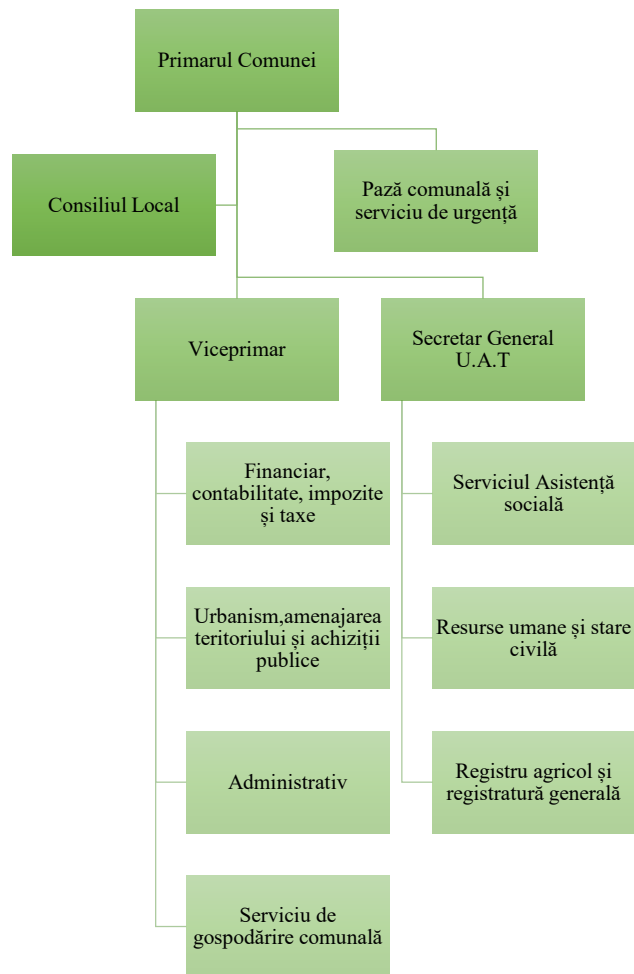 Primarul Comunei
Consiliul Local
Pază comunală și
serviciu de urgență
Viceprimar
Secretar General
U.A.T
Financiar,
contabilitate, impozite
și taxe
Urbanism,amenajarea
teritoriului și achiziții
publice
Administrativ
Serviciu de
gospodărire comunală
Serviciul Asistență
socială
Resurse umane și stare
civilă
Registru agricol și
registratură generală